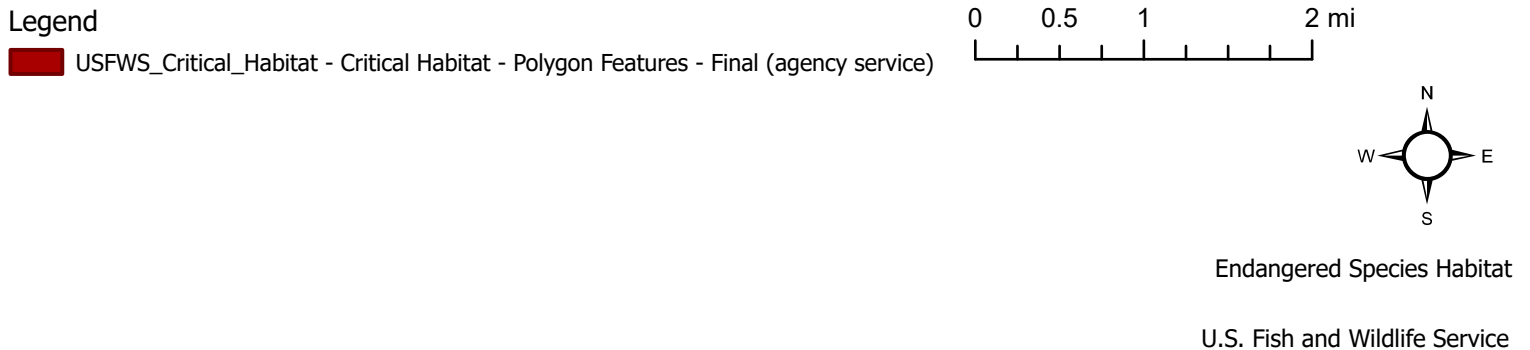 Legend
USFWS_Critical_Habitat - Critical Habitat - Polygon Features - Final (agency service)
0 0.5 1 2 mi
N
W E
S
Endangered Species Habitat
U.S. Fish and Wildlife Service